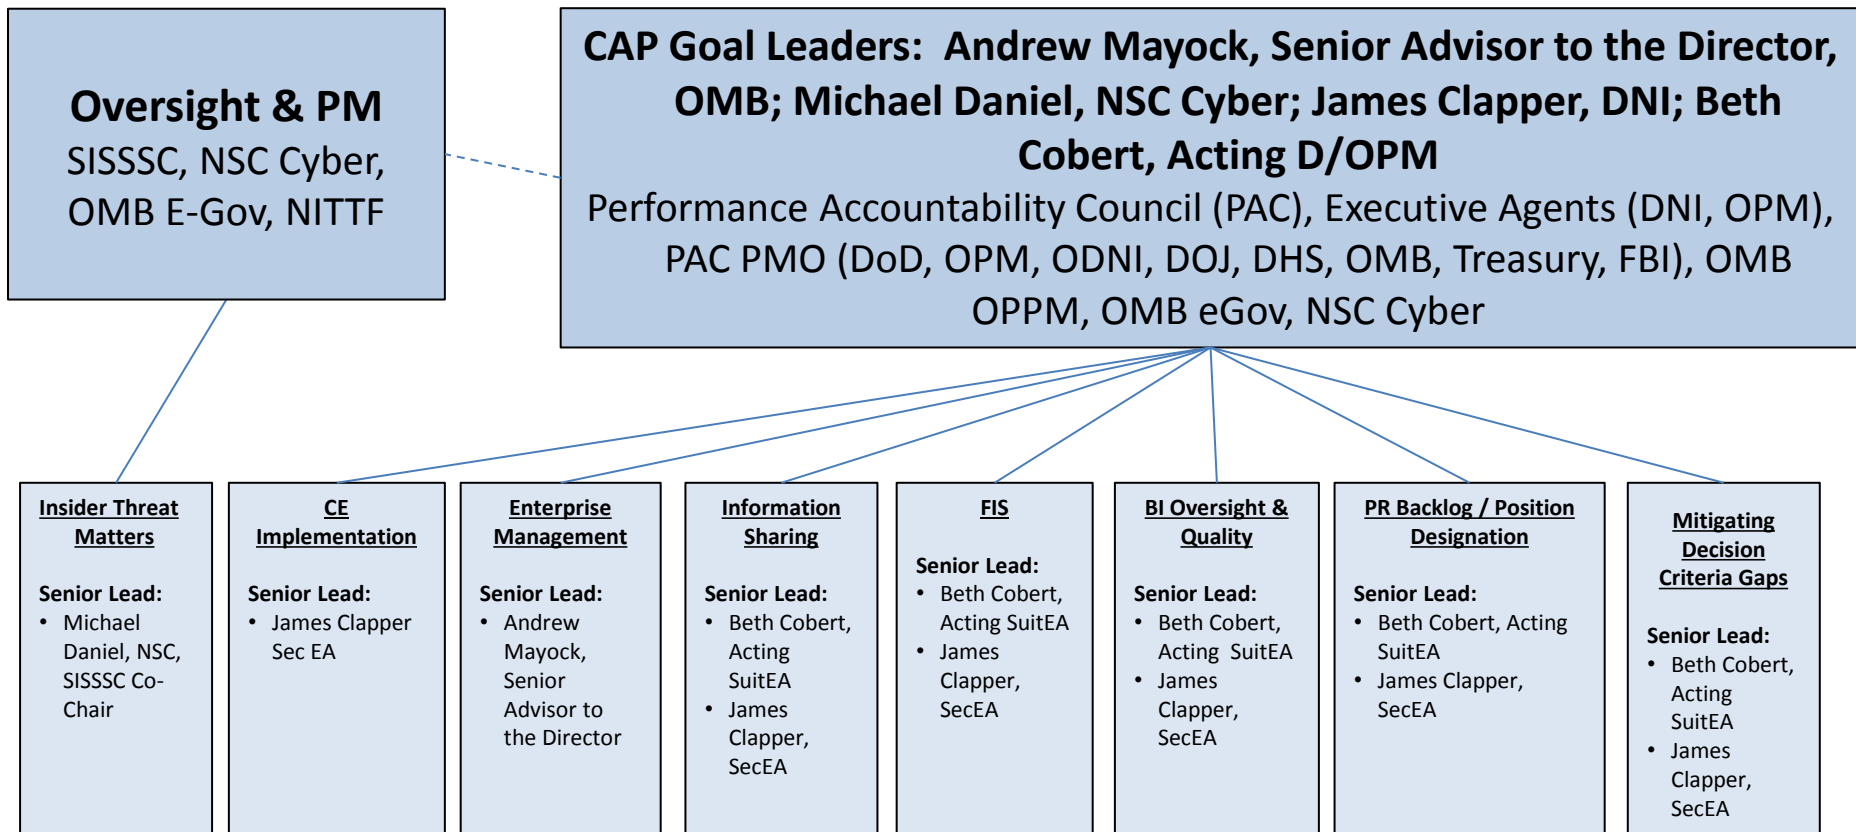 Oversight & PM
SISSSC, NSC Cyber,
OMB E-Gov, NITTF
CAP Goal Leaders:  Andrew Mayock, Senior Advisor to the Director,
OMB; Michael Daniel, NSC Cyber; James Clapper, DNI; Beth
Cobert, Acting D/OPM
Performance Accountability Council (PAC), Executive Agents (DNI, OPM),
PAC PMO (DoD, OPM, ODNI, DOJ, DHS, OMB, Treasury, FBI), OMB
OPPM, OMB eGov, NSC Cyber
Insider Threat
Matters
Senior Lead:
• Michael
Daniel, NSC,
SISSSC Co-
Chair
CE
Implementation
Senior Lead:
• James Clapper
Sec EA
Enterprise
Management
Senior Lead:
• Andrew
Mayock,
Senior
Advisor to
the Director
Information
Sharing
Senior Lead:
• Beth Cobert,
Acting
SuitEA
• James
Clapper,
SecEA
FIS
Senior Lead:
• Beth Cobert,
Acting SuitEA
• James
Clapper,
SecEA
BI Oversight &
Quality
Senior Lead:
• Beth Cobert,
Acting  SuitEA
• James
Clapper,
SecEA
PR Backlog / Position
Designation
Senior Lead:
• Beth Cobert, Acting
SuitEA
• James Clapper,
SecEA
Mitigating
Decision
Criteria Gaps
Senior Lead:
• Beth Cobert,
Acting
SuitEA
• James
Clapper,
SecEA